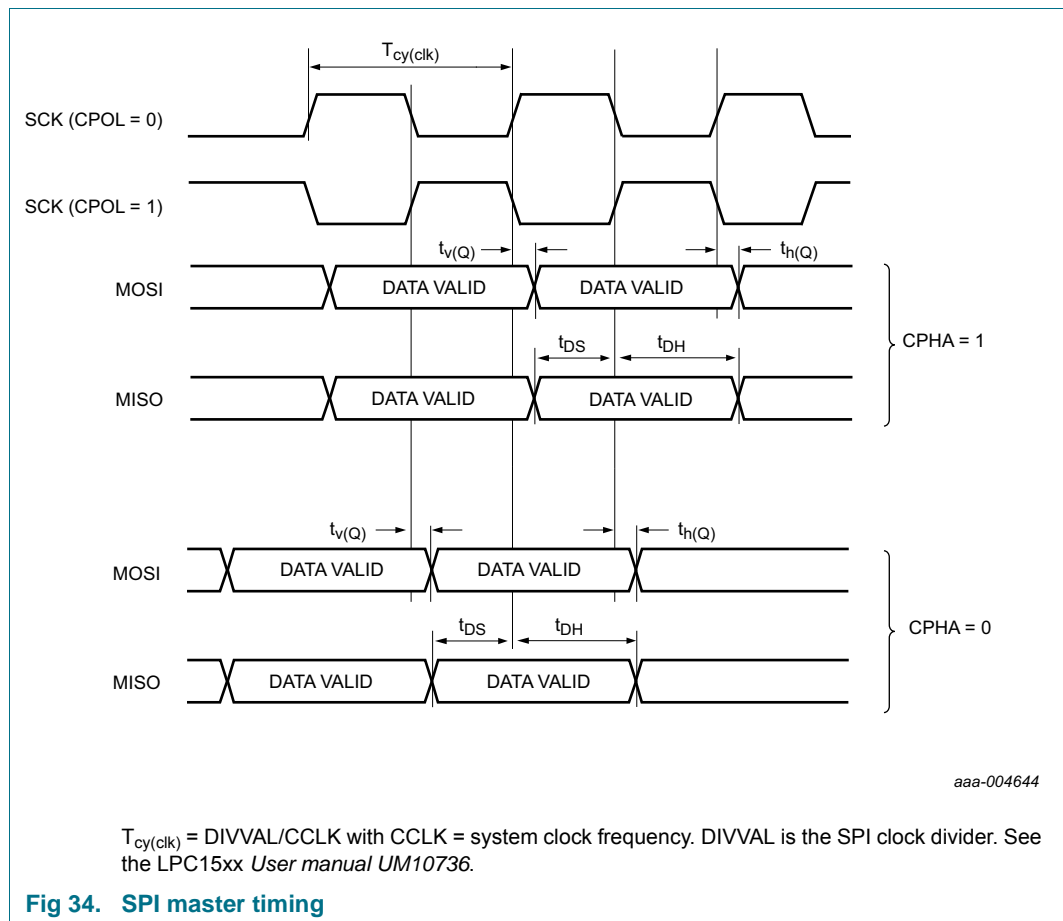 Tcy(clk)
SCK (CPOL = 0)
SCK (CPOL = 1)
tv(Q)
th(Q)
MOSI
DATA VALID
DATA VALID
tDS
tDH
CPHA = 1
MISO
DATA VALID
DATA VALID
tv(Q)
th(Q)
MOSI
DATA VALID
DATA VALID
tDS
tDH
CPHA = 0
MISO
DATA VALID
DATA VALID
aaa-004644
Tcy(clk) = DIVVAL/CCLK with CCLK = system clock frequency. DIVVAL is the SPI clock divider. See
the LPC15xx User manual UM10736.
Fig 34. SPI master timing